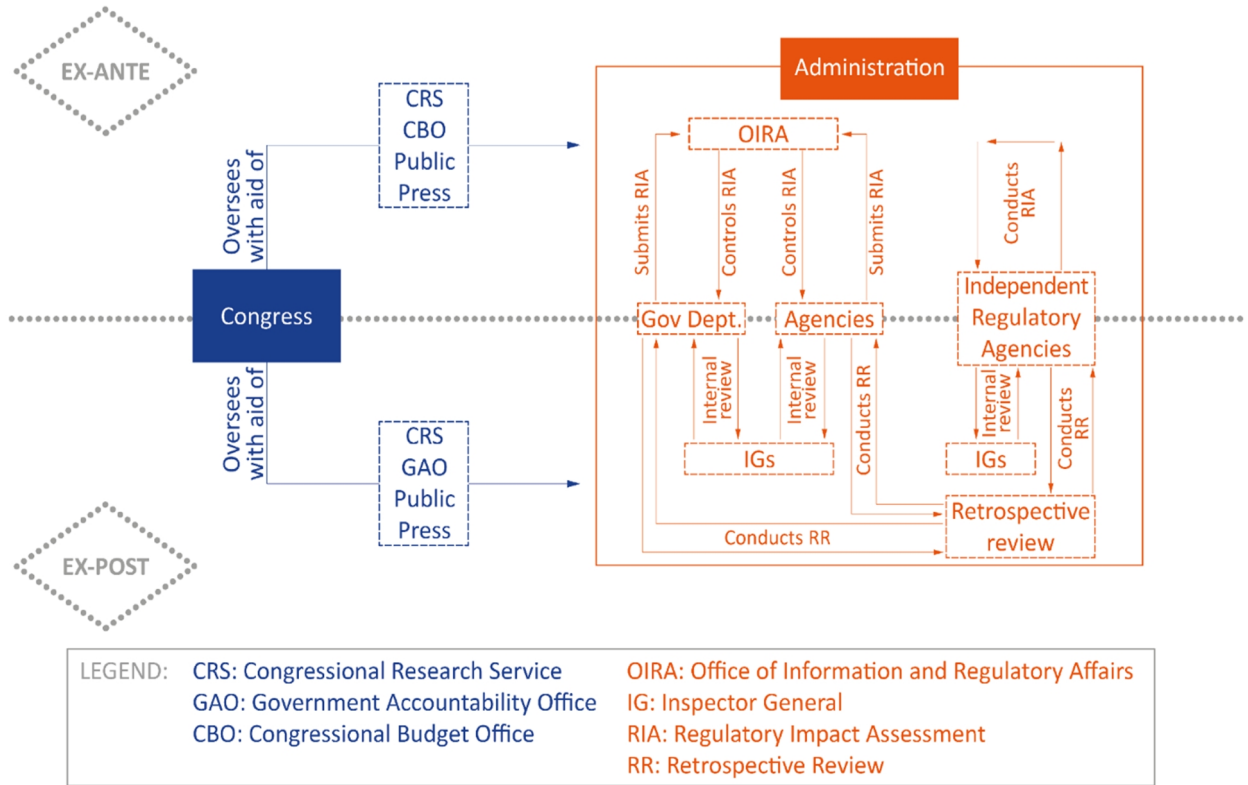 EX-ANTE
Administration
CRS
CBO
Public
Press
OIRA
Oversees
with aid of
Submits RIA
Controls RIA
Controls RIA
Submits RIA
Conducts
RIA
Congress
Gov Dept.
Agencies
Independent
Regulatory
Agencies
Oversees
with aid of
Internal
review
Internal
review
Conducts RR
Internal
review
Conducts
RR
CRS
GAO
Public
Press
IGs
IGs
Retrospective
review
Conducts RR
EX-POST
LEGEND:
CRS: Congressional Research Service
GAO: Government Accountability Office
CBO: Congressional Budget Office
OIRA: Office of Information and Regulatory Affairs
IG: Inspector General
RIA: Regulatory Impact Assessment
RR: Retrospective Review